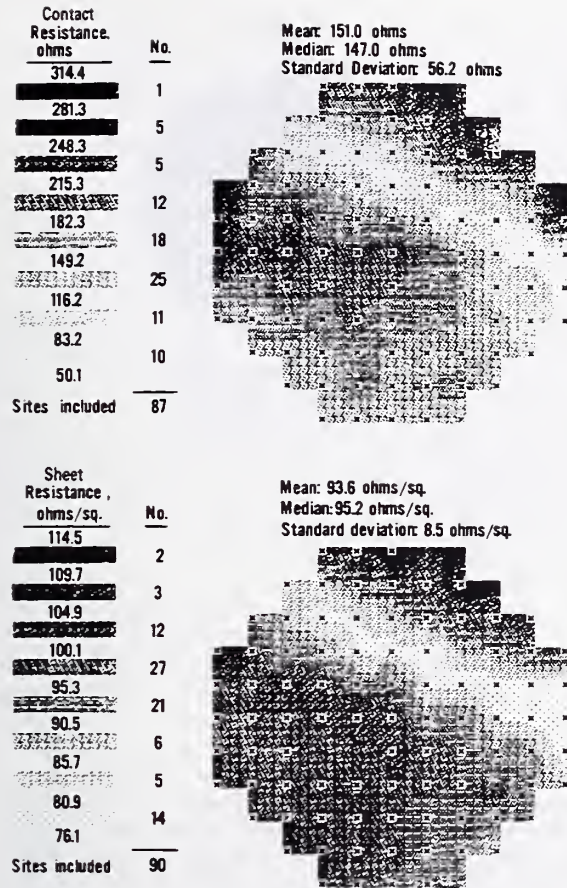 Contact
Resistance,
ohms No.
314.4
1
281.3
5
248.3
5
215.3
12
182.3
18
149.2
25
116.2
11
83.2
10
50.1
Sites included 87
Mean: 151.0 ohms
Median: 147.0 ohms
Standard Deviation: 56.2 ohms
Sheet
Resistance,
ohms/sq. No.
114.5
2
109.7
3
104.9
12
100.1
27
95.3
21
90.5
6
85.7
5
80.9
14
76.1
Sites included 90
Mean: 93.6 ohms/sq.
Median: 95.2 ohms/sq.
Standard deviation: 8.5 ohms/sq.